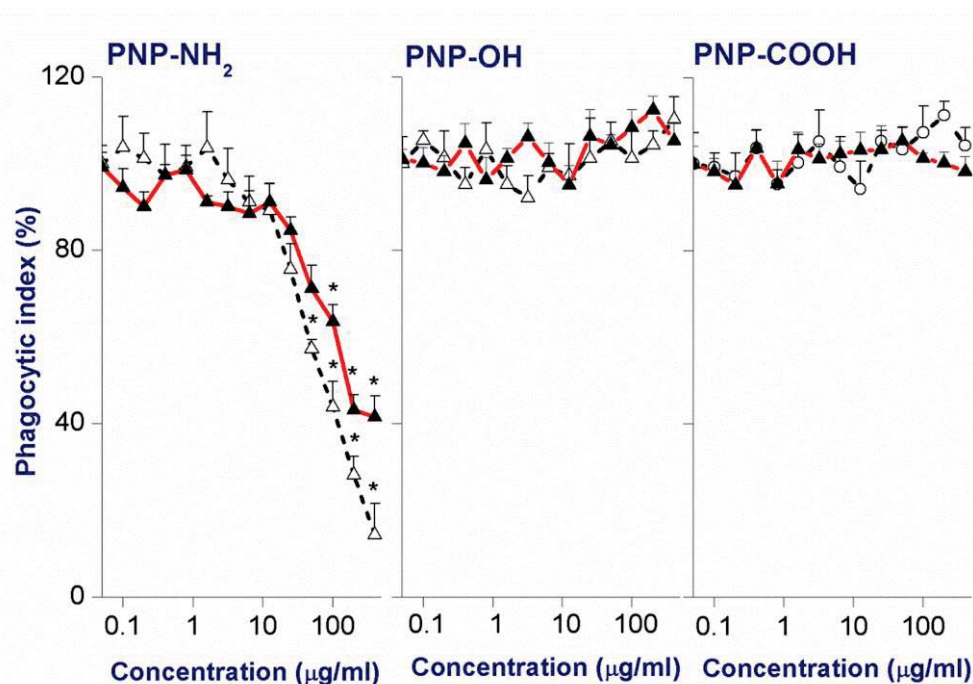 PNP-NH₂ PNP-OH PNP-COOH
120
80
40
0
Phagocytic index (%)
* * * *
* * * *
0.1 1 10 100 0.1 1 10 100 0.1 1 10 100
Concentration (μg/ml) Concentration (μg/ml) Concentration (μg/ml)